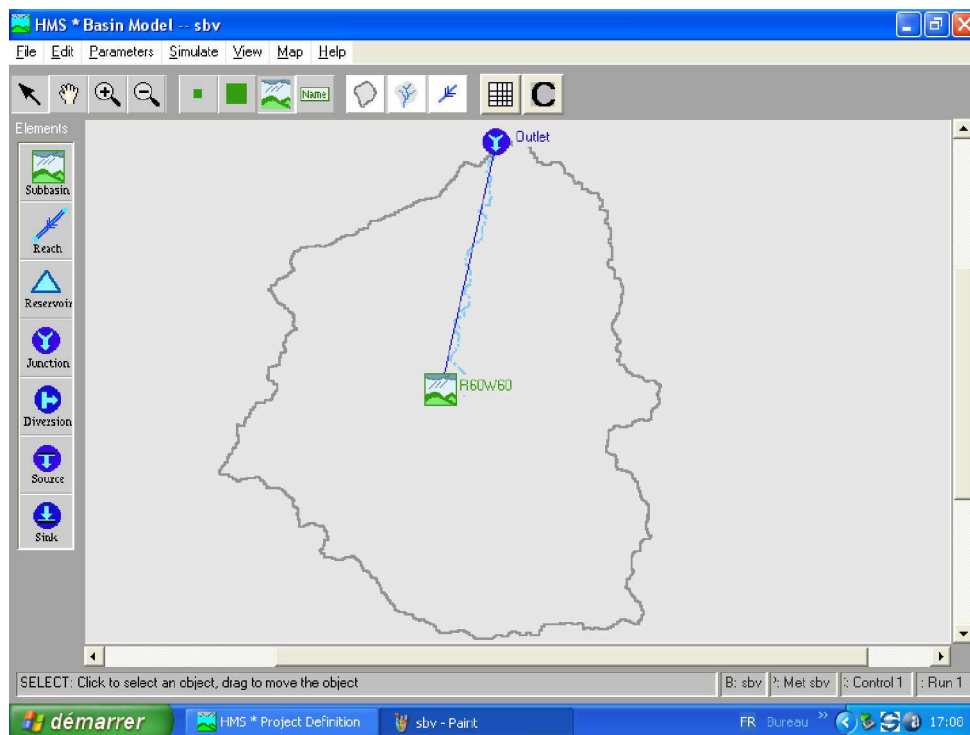 HMS * Basin Model -- sbv
File Edit Parameters Simulate View Map Help
Name
C
Elements
Subbasin
Reach
Reservoir
Junction
Diversion
Source
Sink
Outlet
R60W60
SELECT: Click to select an object, drag to move the object
B: sbv
Met sbv
Control 1
: Run 1
démarrer
HMS * Project Definition
sbv - Paint
FR Bureau » 17:08